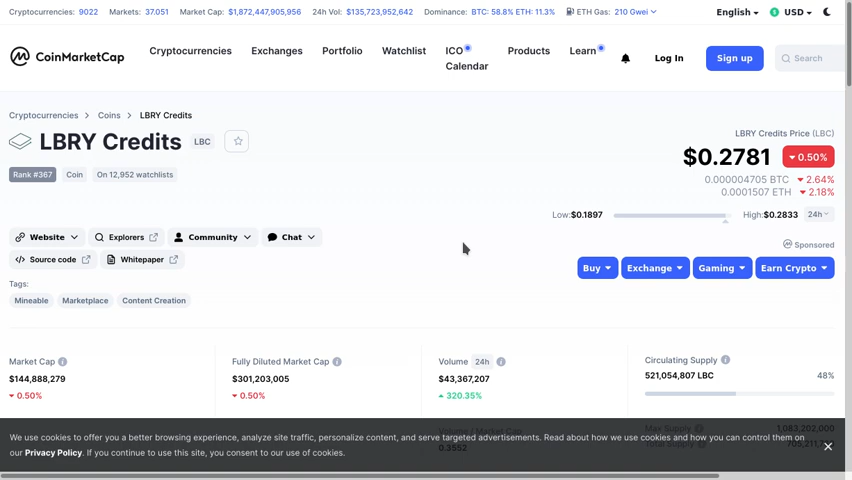 Cryptocurrencies: 9022 Markets: 37.051 Market Cap: $1,872,447,905,956 24h Vol: $135,723,952,642 Dominance: BTC: 58.8% ETH: 11.3% ETH Gas: 210 Gwei English USD
CoinMarketCap Cryptocurrencies Exchanges Portfolio Watchlist ICO Calendar Products Learn Log In Sign up Search
Cryptocurrencies > Coins > LBRY Credits
LBRY Credits LBC
Rank #367 Coin On 12,952 watchlists
LBRY Credits Price (LBC)
$0.2781 0.50%
0.000004705 BTC 2.64%
0.0001507 ETH 2.18%
Low: $0.1897 High: $0.2833 24h
Website Explorers Community Chat
Source code Whitepaper
Sponsored
Buy Exchange Gaming Earn Crypto
Tags:
Mineable Marketplace Content Creation
Market Cap
$144,888,279
0.50%
Fully Diluted Market Cap
$301,203,005
0.50%
Volume 24h
$43,367,207
320.35%
Volume / Market Cap
0.3552
Circulating Supply
521,054,807 LBC 48%
Max Supply 1,083,202,000
Total Supply
We use cookies to offer you a better browsing experience, analyze site traffic, personalize content, and serve targeted advertisements. Read about how we use cookies and how you can control them on
our Privacy Policy. If you continue to use this site, you consent to our use of cookies.